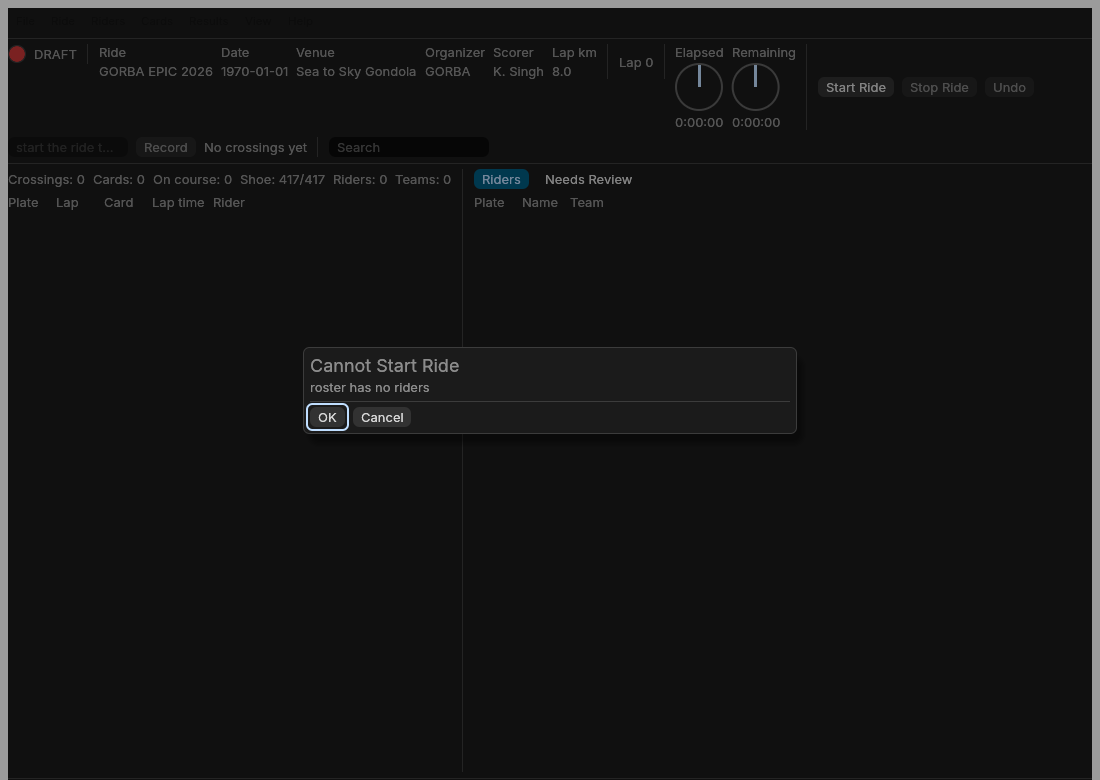 DRAFT
Ride Date Venue Organizer Scorer Lap km
GORBA EPIC 2026 1970-01-01 Sea to Sky Gondola GORBA K. Singh 8.0
Lap 0
Elapsed Remaining
0:00:00 0:00:00
Start Ride Stop Ride Undo
start the ride t... Record No crossings yet Search
Crossings: 0 Cards: 0 On course: 0 Shoe: 417/417 Riders: 0 Teams: 0
Plate Lap Card Lap time Rider
Riders Needs Review
Plate Name Team
Cannot Start Ride
roster has no riders
OK Cancel